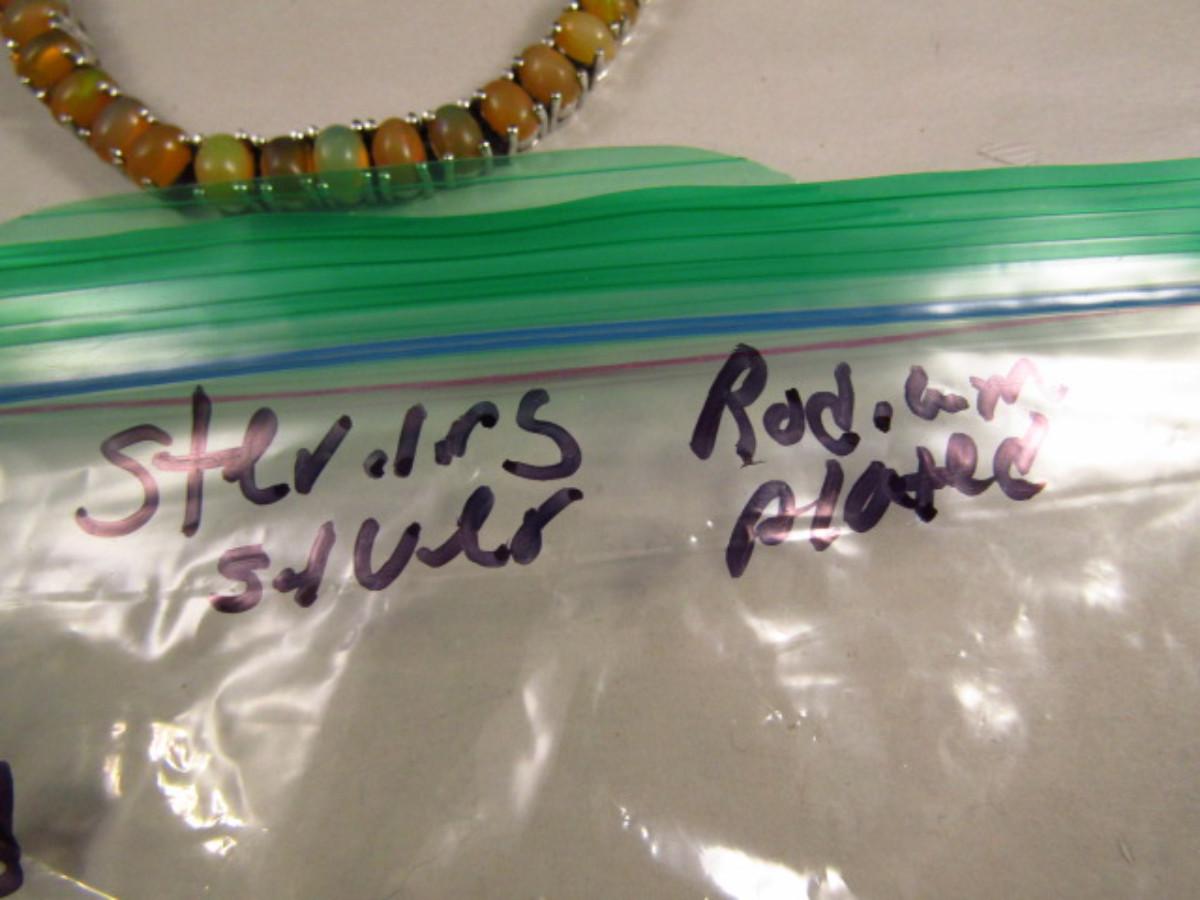 Sterling Rodium
silver plated